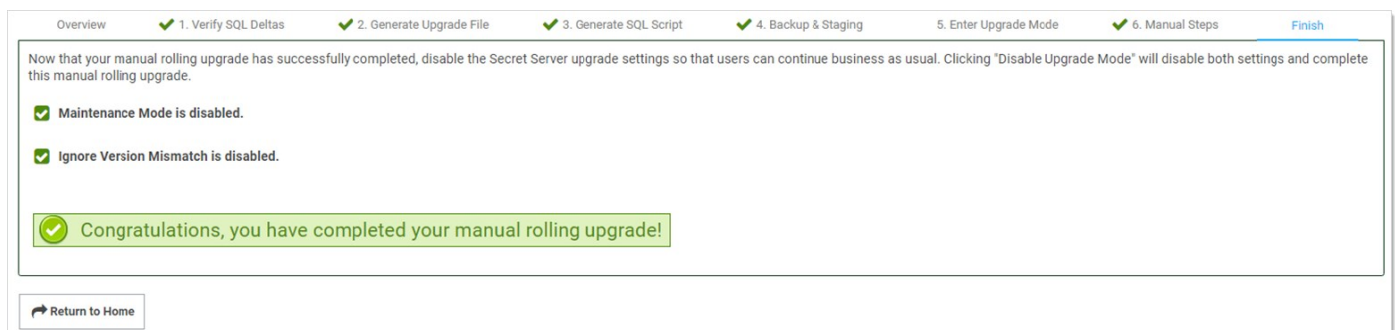 Overview 1. Verify SQL Deltas 2. Generate Upgrade File 3. Generate SQL Script 4. Backup & Staging 5. Enter Upgrade Mode 6. Manual Steps Finish
Now that your manual rolling upgrade has successfully completed, disable the Secret Server upgrade settings so that users can continue business as usual. Clicking "Disable Upgrade Mode" will disable both settings and complete
this manual rolling upgrade.
Maintenance Mode is disabled.
Ignore Version Mismatch is disabled.
Congratulations, you have completed your manual rolling upgrade!
Return to Home